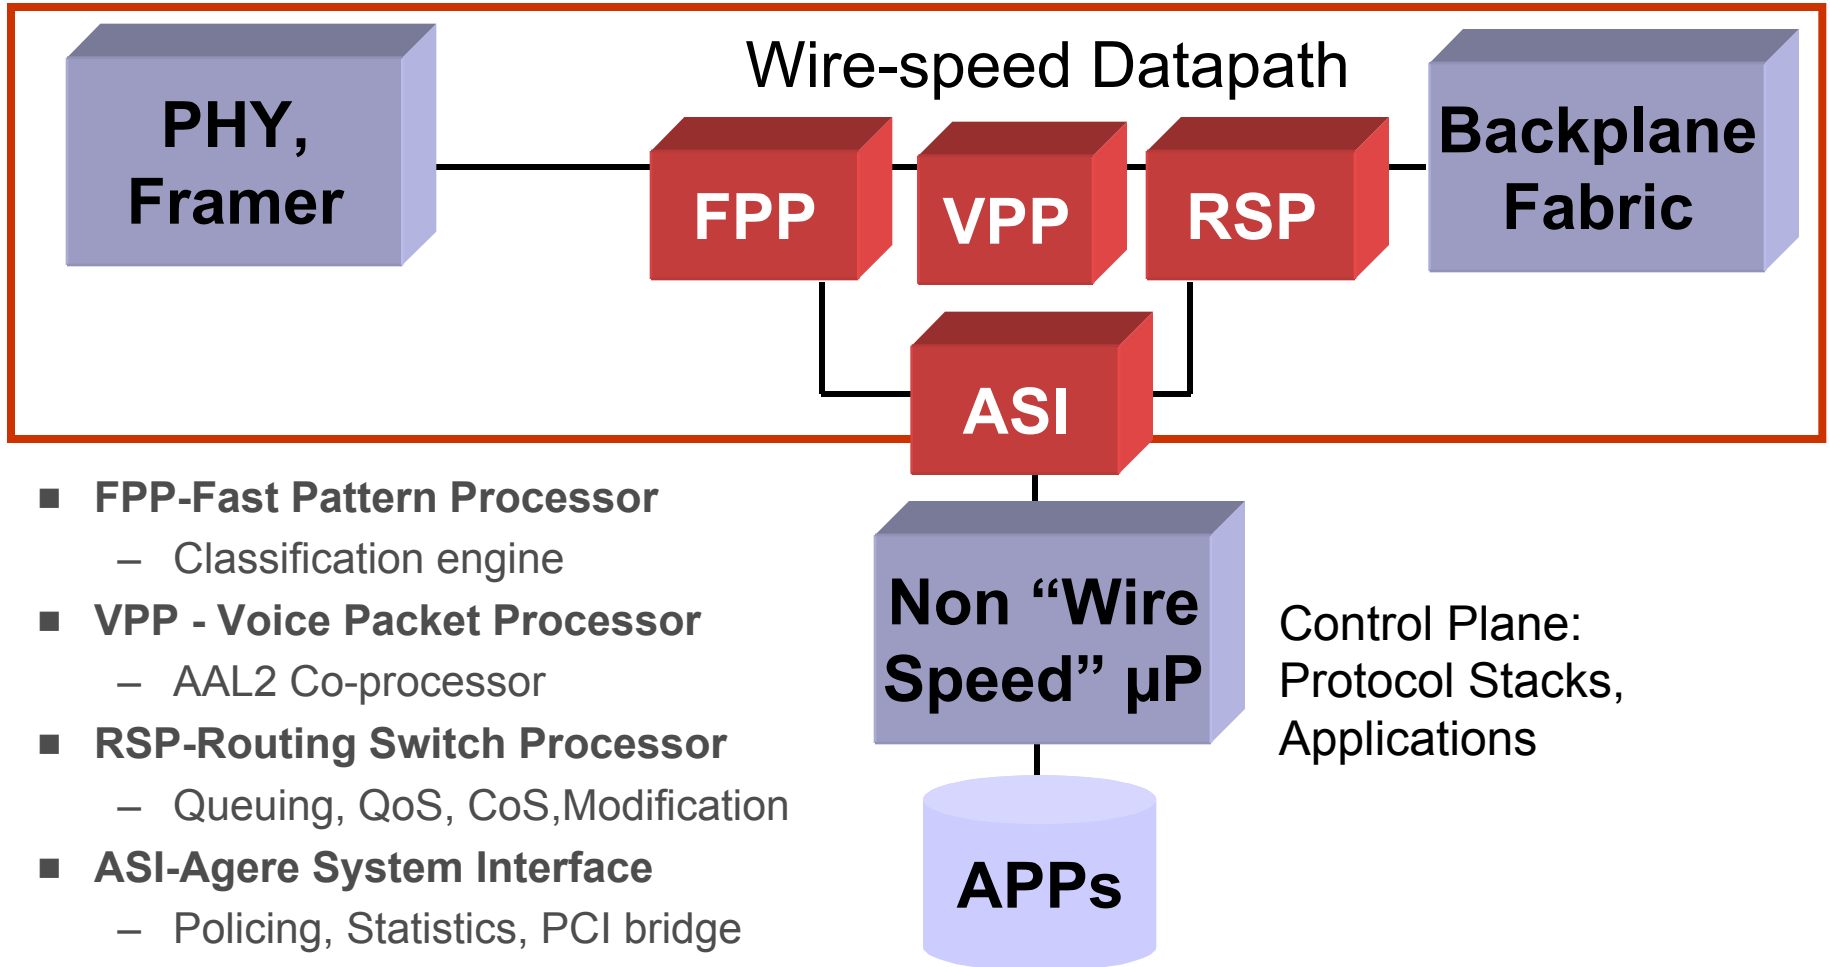 Wire-speed Datapath
PHY,
Framer
FPP
VPP
RSP
Backplane
Fabric
ASI
■ FPP-Fast Pattern Processor
– Classification engine
■ VPP - Voice Packet Processor
– AAL2 Co-processor
■ RSP-Routing Switch Processor
– Queuing, QoS, CoS,Modification
■ ASI-Agere System Interface
– Policing, Statistics, PCI bridge
Non “Wire
Speed” µP
Control Plane:
Protocol Stacks,
Applications
APPs